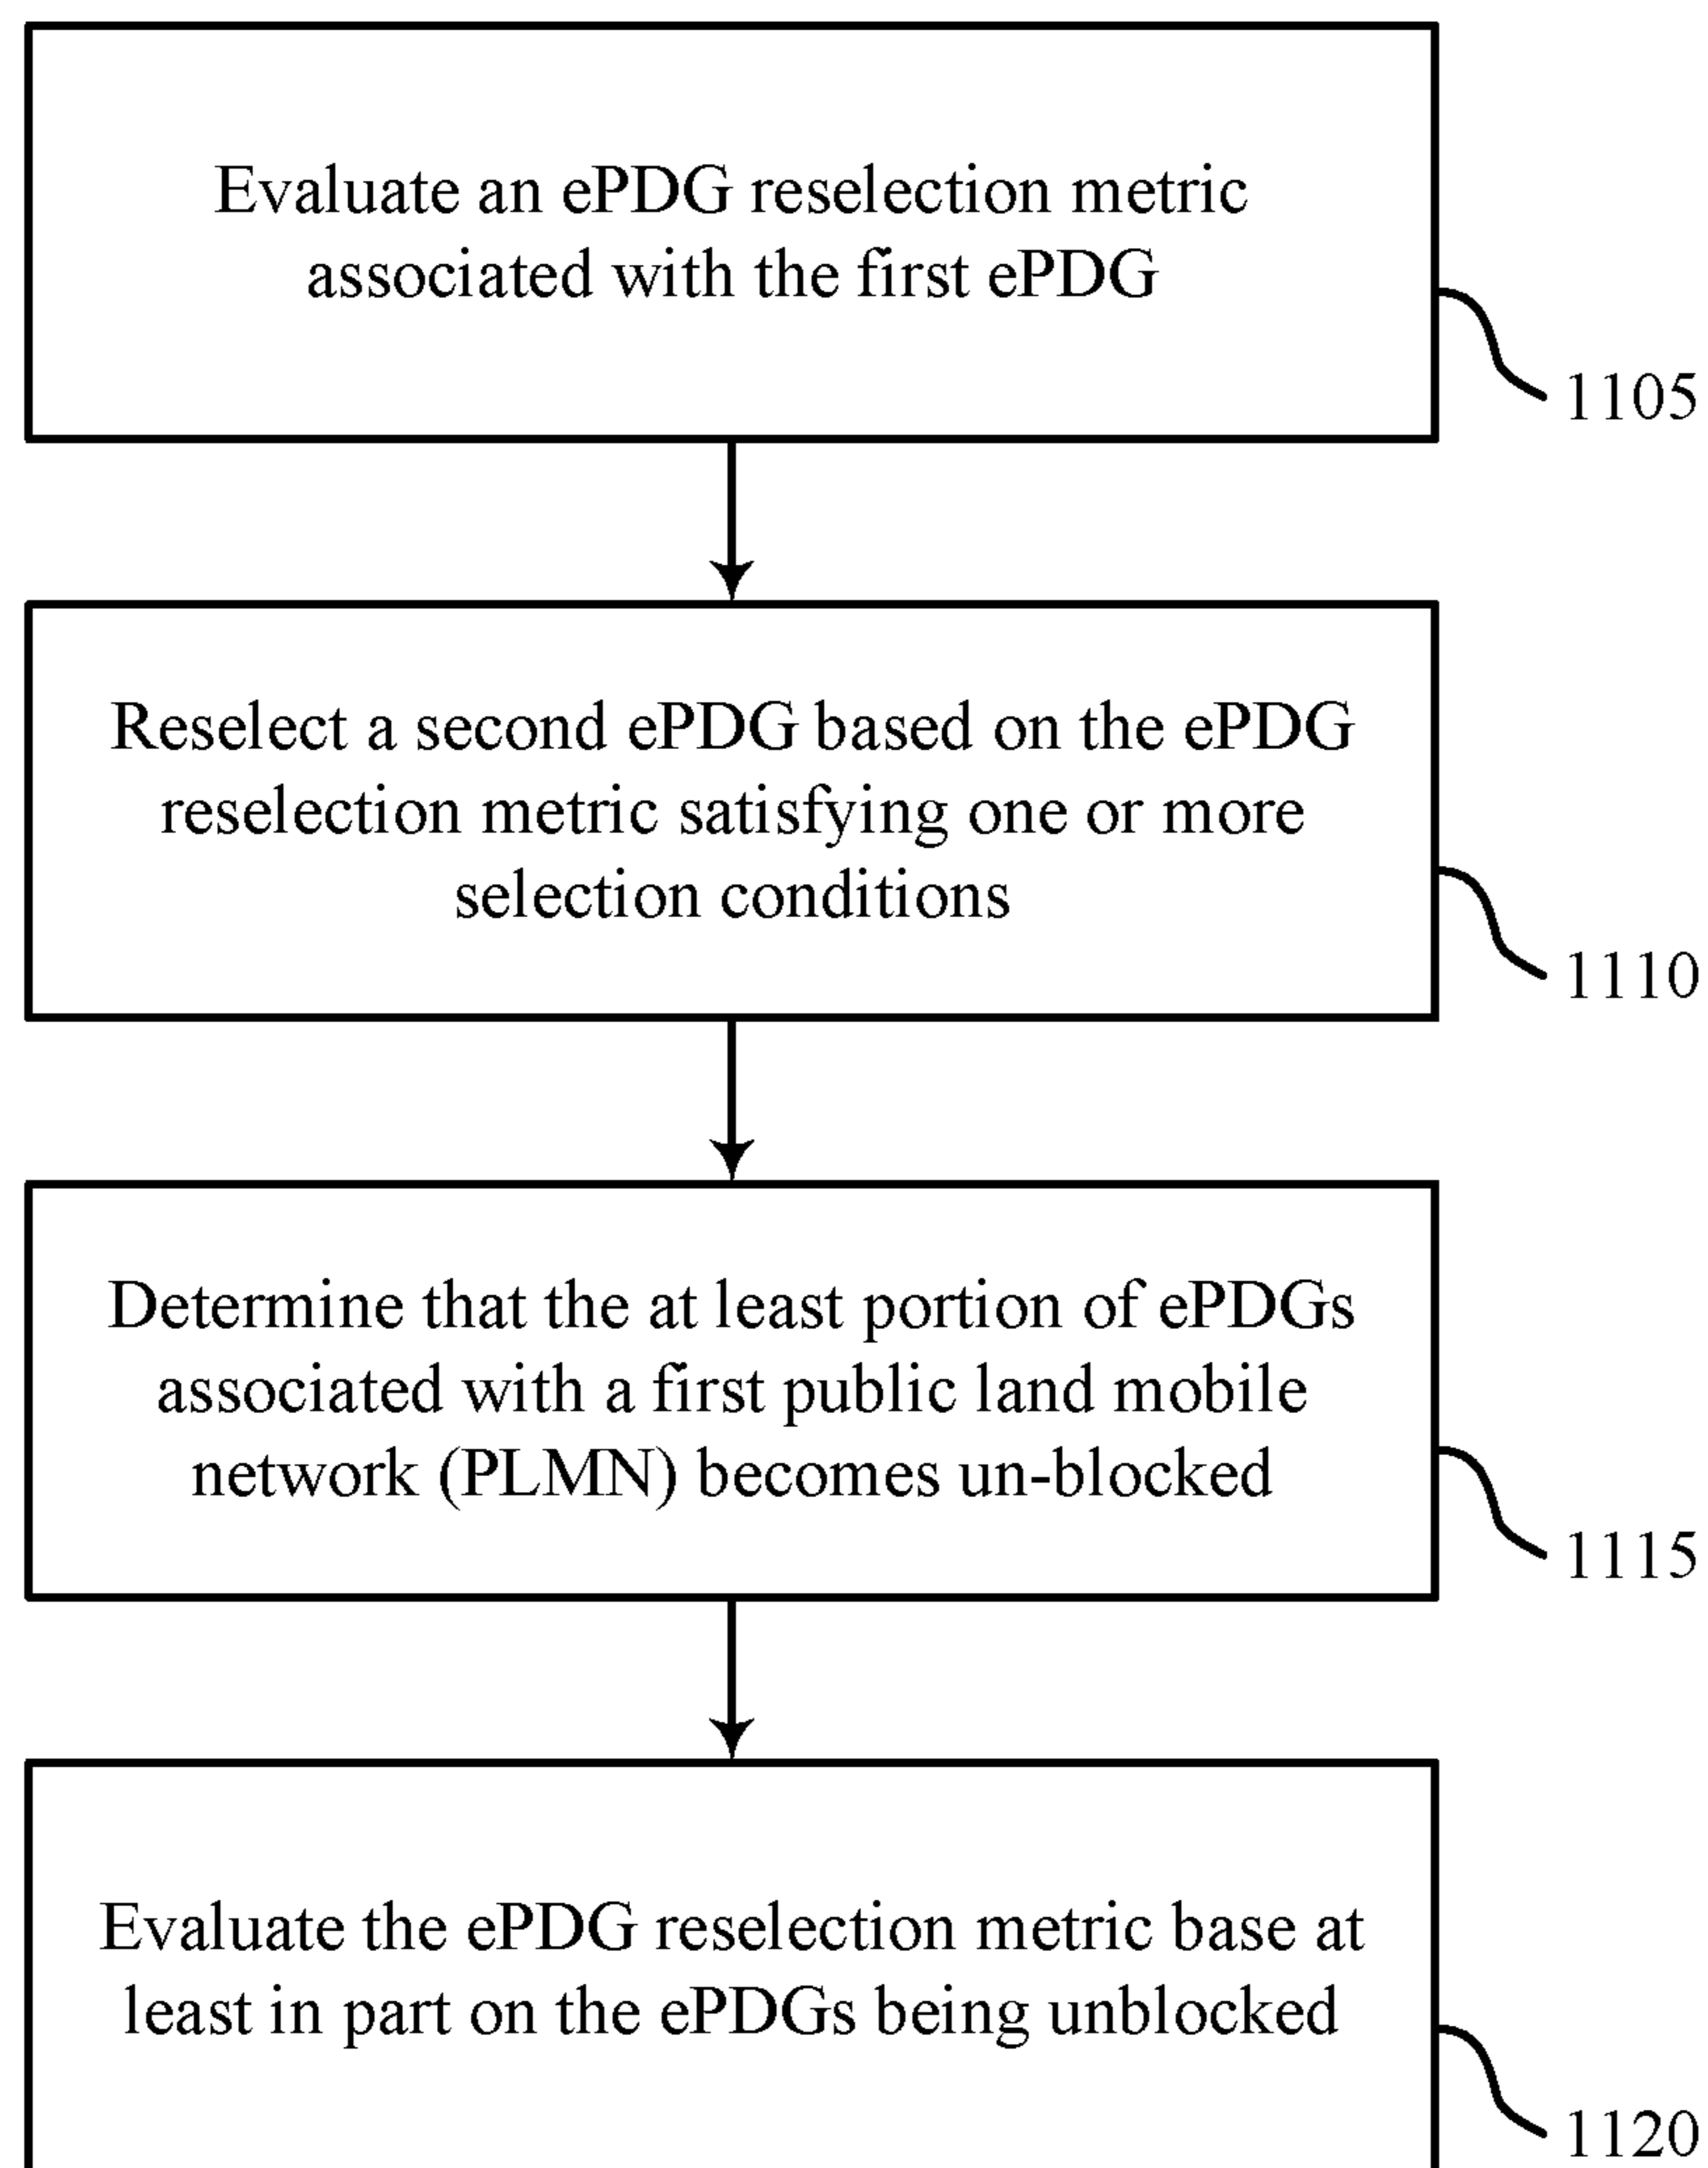 Evaluate an ePDG reselection metric
associated with the first ePDG
1105
Reselect a second ePDG based on the ePDG
reselection metric satisfying one or more
selection conditions
1110
Determine that the at least portion of ePDGs
associated with a first public land mobile
network (PLMN) becomes un-blocked
1115
Evaluate the ePDG reselection metric base at
least in part on the ePDGs being unblocked
1120